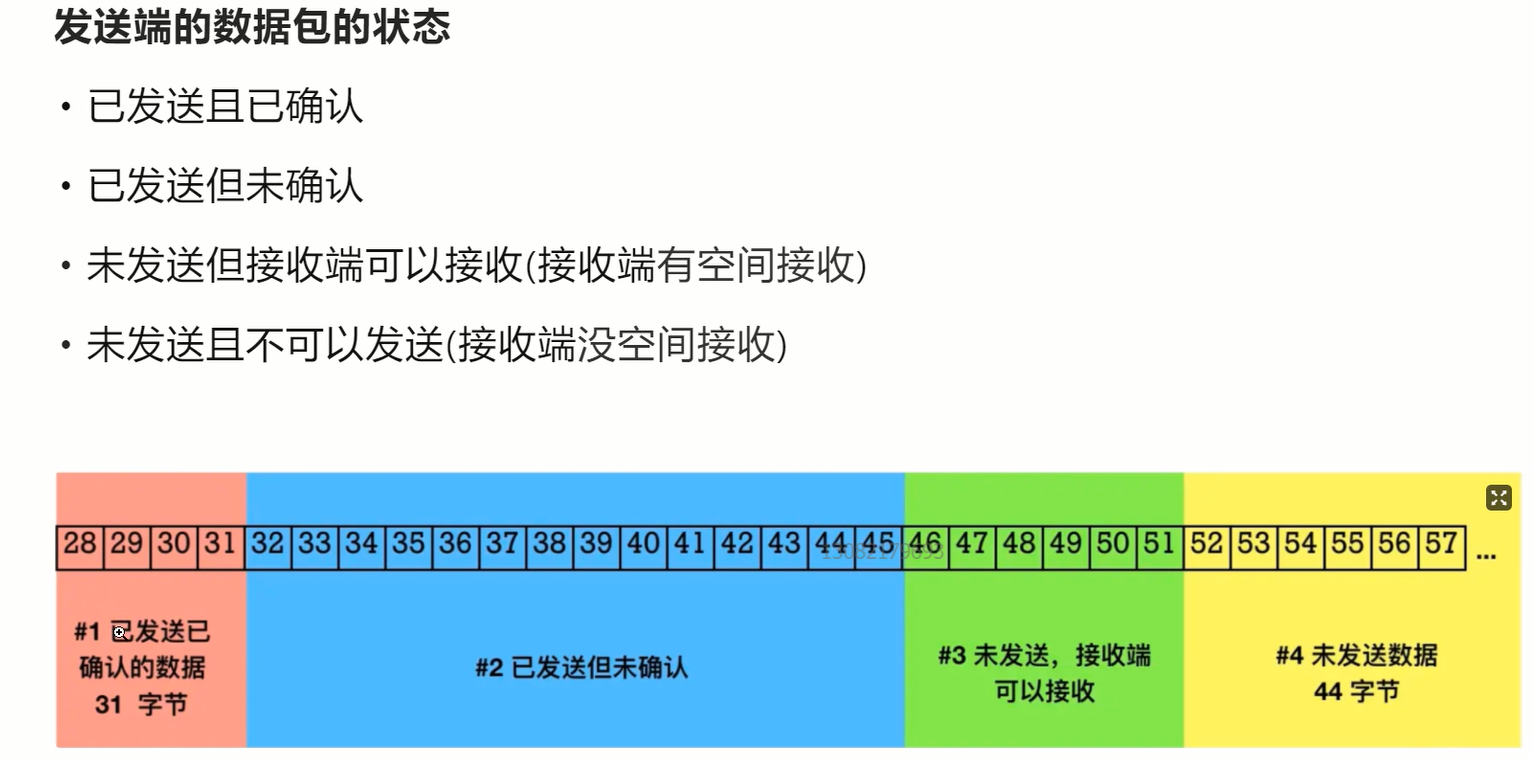 发送端的数据包的状态
• 已发送且已确认
• 已发送但未确认
• 未发送但接收端可以接收(接收端有空间接收)
• 未发送且不可以发送(接收端没空间接收)
28 29 30 31 32 33 34 35 36 37 38 39 40 41 42 43 44 45 46 47 48 49 50 51 52 53 54 55 56 57 ...
#1 已发送已
确认的数据
31 字节
#2 已发送但未确认
#3 未发送，接收端
可以接收
#4 未发送数据
44 字节